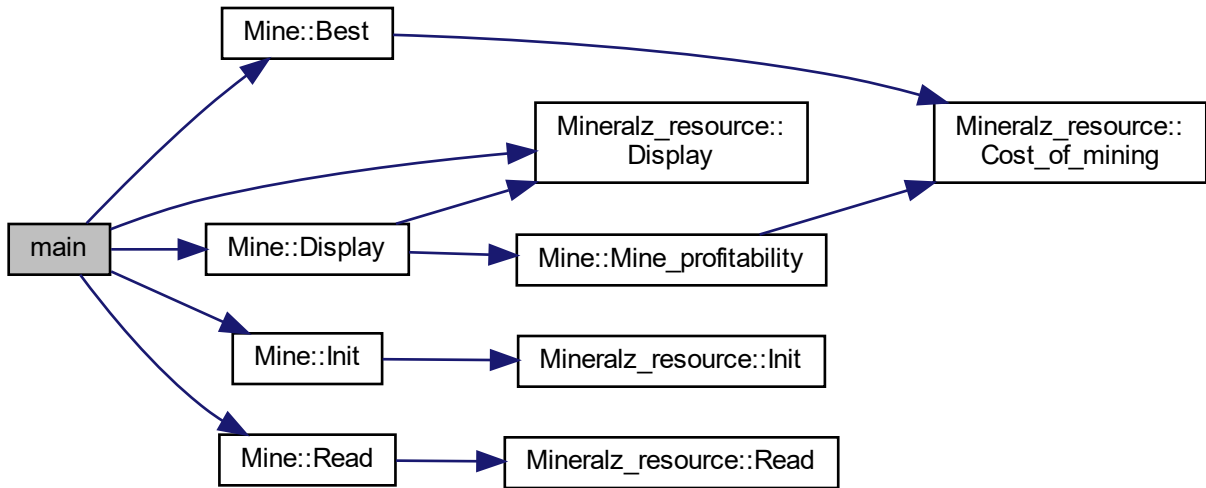 Mine::Best
Mineralz_resource::
Display
Mineralz_resource::
Cost_of_mining
main
Mine::Display
Mine::Mine_profitability
Mine::Init
Mineralz_resource::Init
Mine::Read
Mineralz_resource::Read